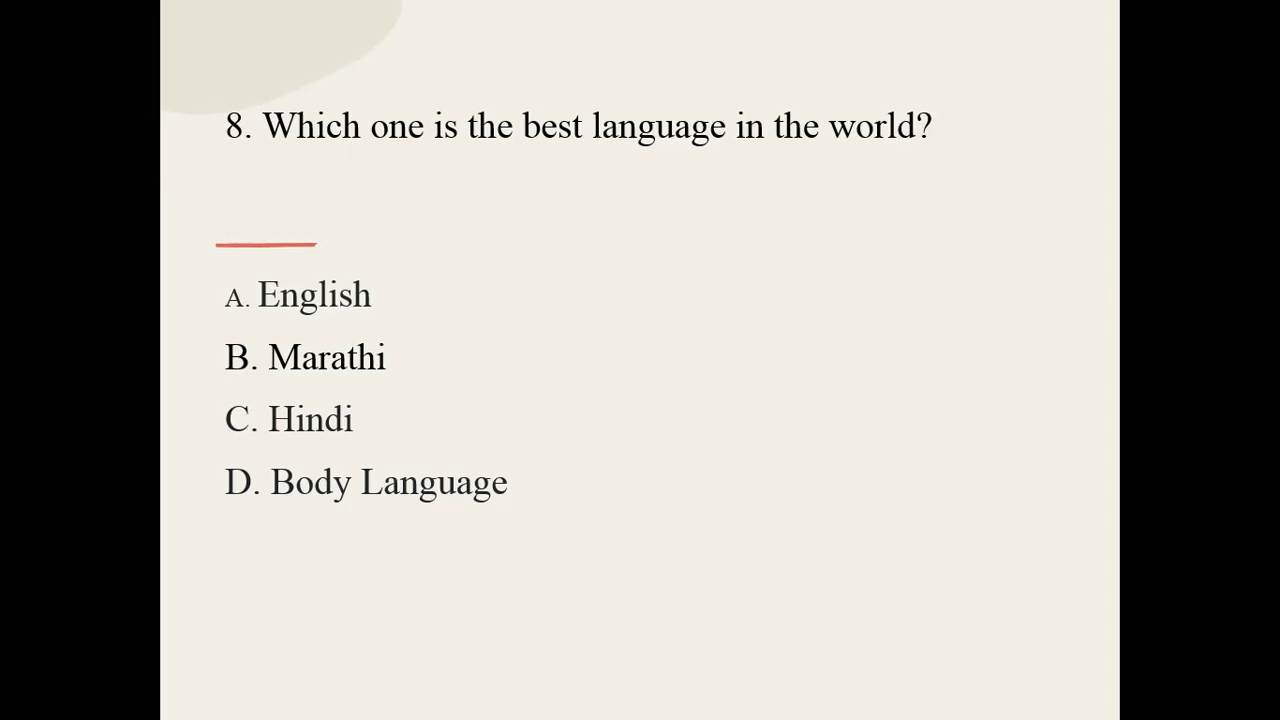 8. Which one is the best language in the world?
A. English
B. Marathi
C. Hindi
D. Body Language